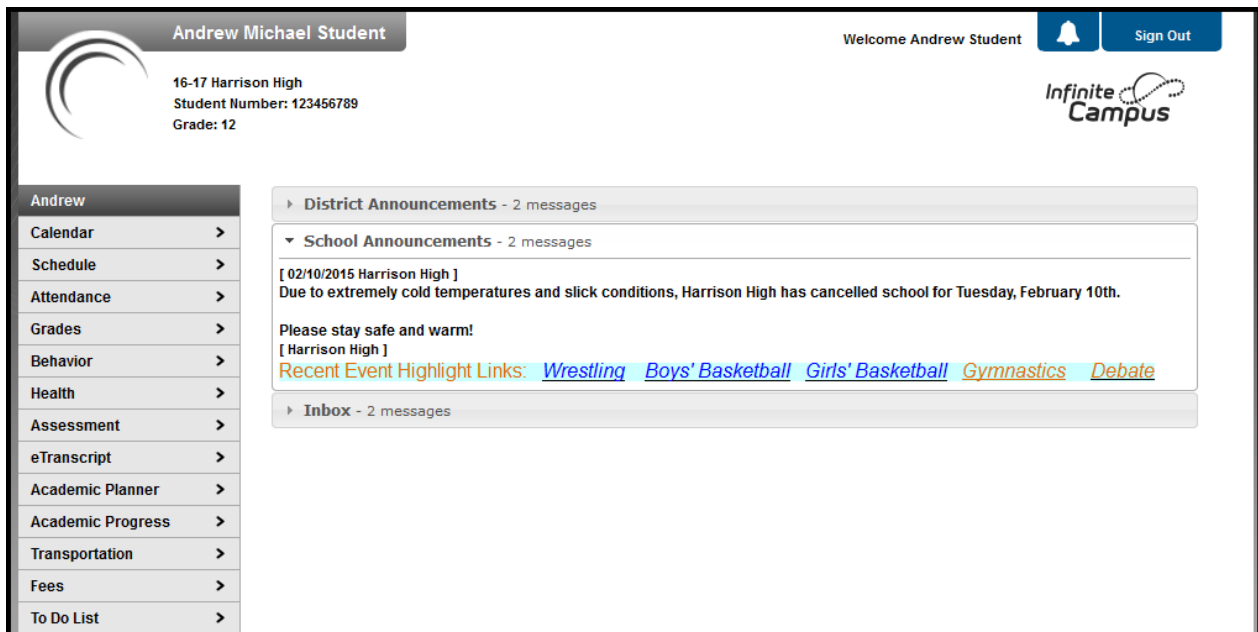 Andrew Michael Student
Welcome Andrew Student
Sign Out
16-17 Harrison High
Student Number: 123456789
Grade: 12
Infinite
Campus
Andrew
Calendar
Schedule
Attendance
Grades
Behavior
Health
Assessment
eTranscript
Academic Planner
Academic Progress
Transportation
Fees
To Do List
District Announcements - 2 messages
School Announcements - 2 messages
[ 02/10/2015 Harrison High ]
Due to extremely cold temperatures and slick conditions, Harrison High has cancelled school for Tuesday, February 10th.
Please stay safe and warm!
[ Harrison High ]
Recent Event Highlight Links: Wrestling Boys' Basketball Girls' Basketball Gymnastics Debate
Inbox - 2 messages